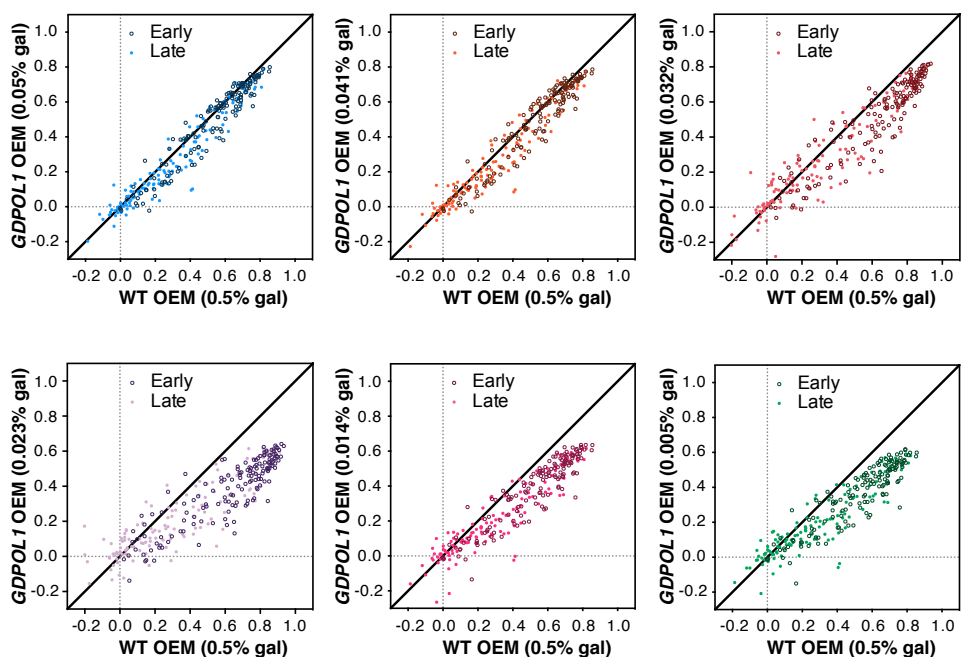 Early
Late
1.0
0.8
0.6
0.4
0.2
0.0
-0.2
GDPOL1 OEM (0.05% gal)
-0.2 0.0 0.2 0.4 0.6 0.8 1.0
WT OEM (0.5% gal)
Early
Late
1.0
0.8
0.6
0.4
0.2
0.0
-0.2
GDPOL1 OEM (0.041% gal)
-0.2 0.0 0.2 0.4 0.6 0.8 1.0
WT OEM (0.5% gal)
Early
Late
1.0
0.8
0.6
0.4
0.2
0.0
-0.2
GDPOL1 OEM (0.032% gal)
-0.2 0.0 0.2 0.4 0.6 0.8 1.0
WT OEM (0.5% gal)
Early
Late
1.0
0.8
0.6
0.4
0.2
0.0
-0.2
GDPOL1 OEM (0.023% gal)
-0.2 0.0 0.2 0.4 0.6 0.8 1.0
WT OEM (0.5% gal)
Early
Late
1.0
0.8
0.6
0.4
0.2
0.0
-0.2
GDPOL1 OEM (0.014% gal)
-0.2 0.0 0.2 0.4 0.6 0.8 1.0
WT OEM (0.5% gal)
Early
Late
1.0
0.8
0.6
0.4
0.2
0.0
-0.2
GDPOL1 OEM (0.005% gal)
-0.2 0.0 0.2 0.4 0.6 0.8 1.0
WT OEM (0.5% gal)